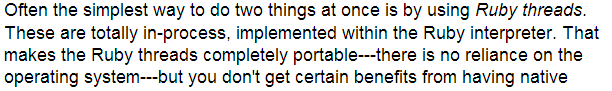 Often the simplest way to do two things at once is by using Ruby threads.
These are totally in-process, implemented within the Ruby interpreter. That
makes the Ruby threads completely portable---there is no reliance on the
operating system---but you don't get certain benefits from having native